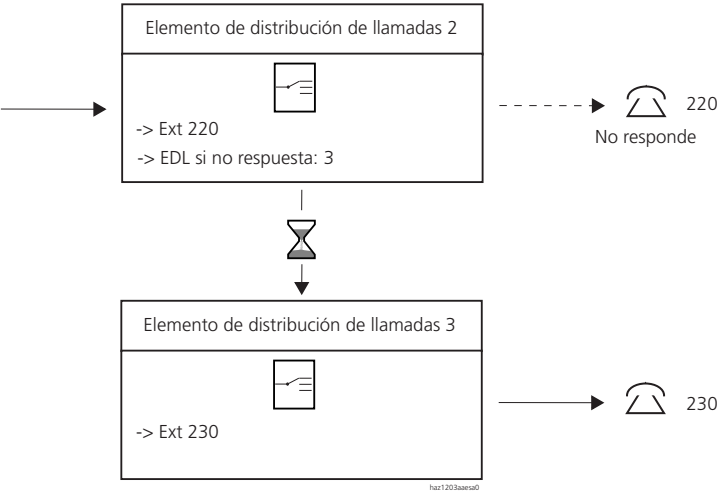 Elemento de distribución de llamadas 2
-> Ext 220
-> EDL si no respuesta: 3
220
No responde
Elemento de distribución de llamadas 3
-> Ext 230
230
haz1203aaesa0